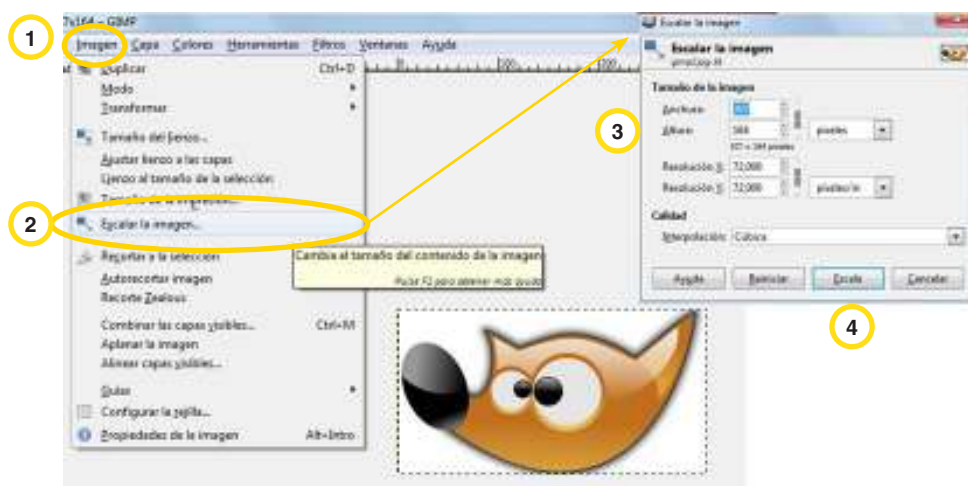 1
Imagen Capa Colores Herramientas Filtros Ventanas Ayuda
Duplicar Ctrl+D
Modo
Transformar
Tamaño del lienzo...
Ajustar lienzo a las capas
Lienzo al tamaño de la selección
Tamaño de la impresión...
2
Escalar la imagen...
Cambia el tamaño del contenido de la imagen
Pulse F2 para obtener más ayuda
Recortar a la selección
Autorecortar imagen
Recorte Zealous
Combinar las capas visibles... Ctrl+M
Aplanar la imagen
Alinear capas visibles...
Guías
Configurar la rejilla...
Propiedades de la imagen Alt+Intro
Escalar la imagen
Escalar la imagen
Tamaño de la imagen
3
Anchura:
Altura: píxeles
Resolución X: 72,000
Resolución Y: 72,000 píxeles/in
Calidad
Interpolación: Cúbica
Ayuda Reiniciar Escala Cancelar
4